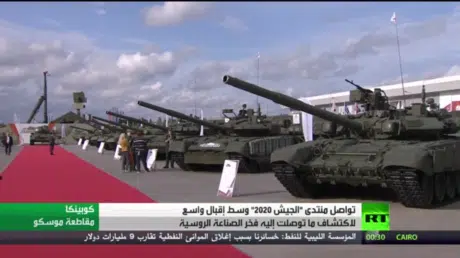 كوبينكا
مقاطعة موسكو
تواصل منتدى "الجيش 2020" وسط إقبال واسع
لاكتشاف ما توصلت إليه فخر الصناعة الروسية
RT
CAIRO
00:30
المؤسسة الليبية للنفط: خسائرنا بسبب إغلاق الموانئ النفطية تقارب 9 مليارات دولار